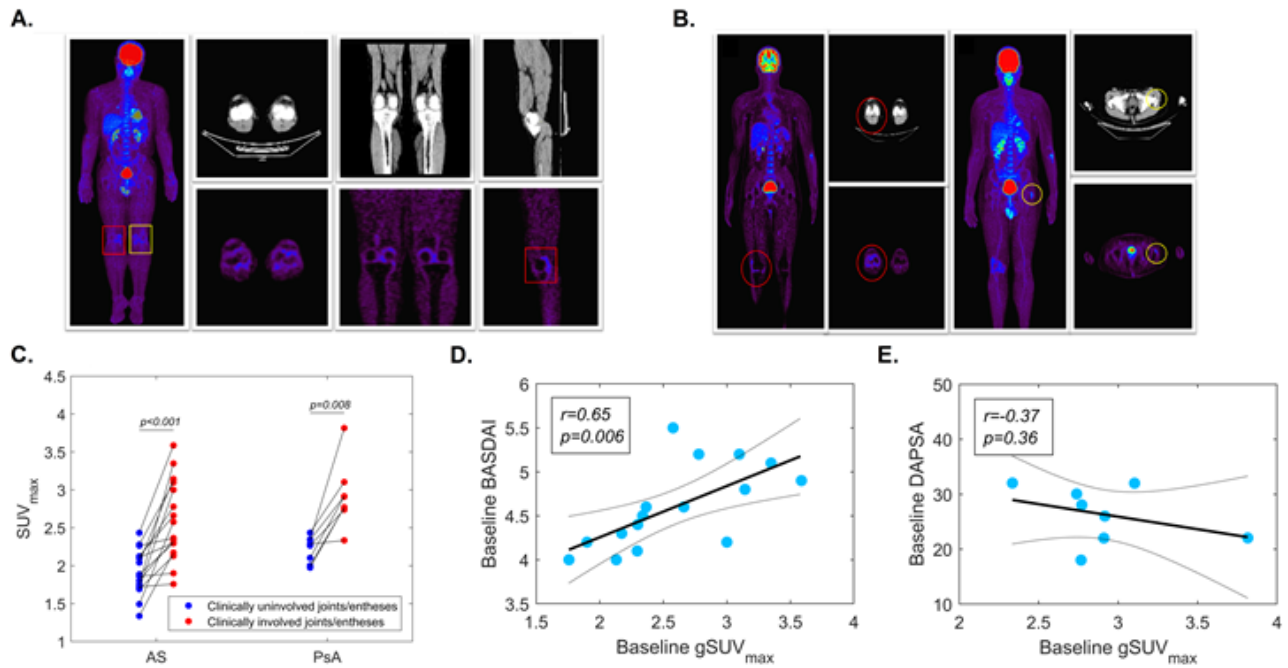 A.
B.
C.
4.5
4
3.5
3
2.5
2
1.5
1
SUVmax
p<0.001
p=0.008
Clinically uninvolved joints/entheses
Clinically involved joints/entheses
AS
PsA
D.
6
5.5
5
4.5
4
3.5
Baseline BASDAI
r=0.65
p=0.006
1.5
2
2.5
3
3.5
4
Baseline gSUVmax
E.
50
40
30
20
10
Baseline DAPSA
r=-0.37
p=0.36
2
2.5
3
3.5
4
Baseline gSUVmax